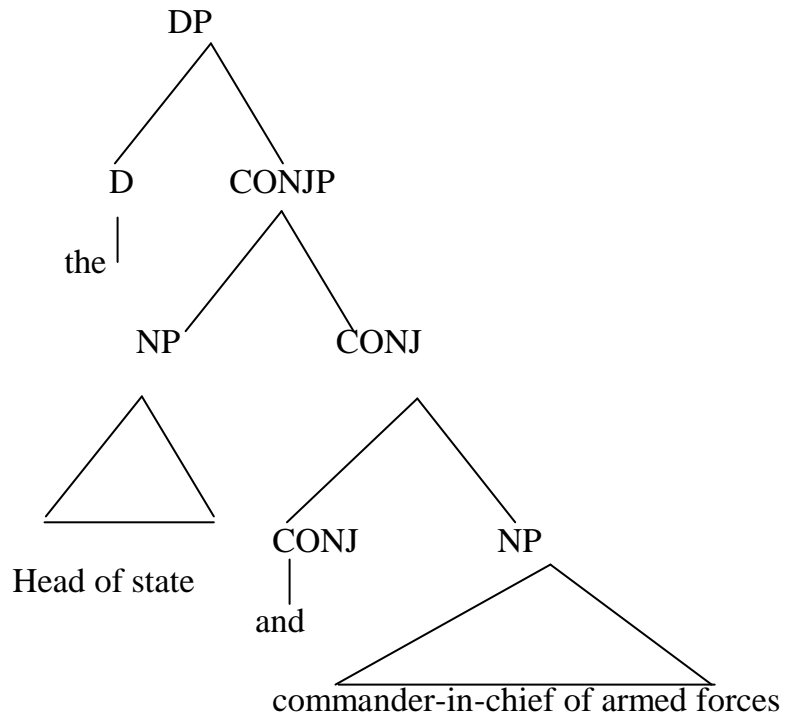 DP
D CONJP
the
NP CONJ
CONJ NP
Head of state
and
commander-in-chief of armed forces